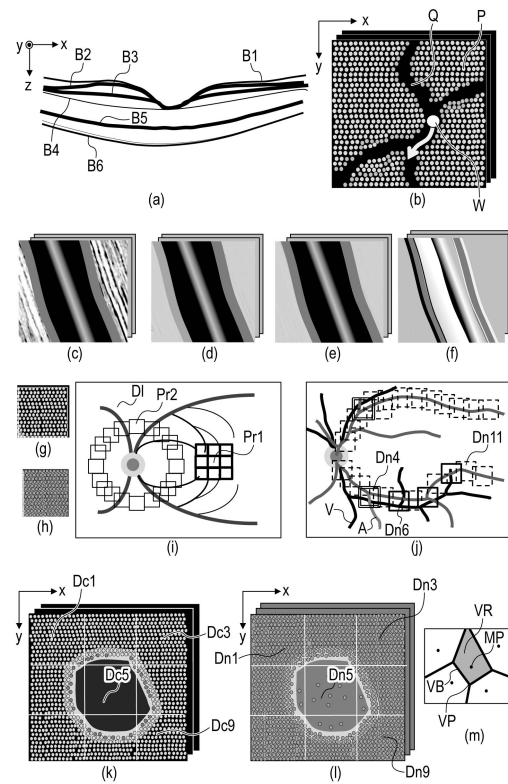 y x
z
B2 B3 B1
B4 B5 B6
(a)
x
y
Q P
W
(b)
(c) (d) (e) (f)
(g)
(h)
DI Pr2
Pr1
(i)
Dn11
Dn4
V A Dn6
(j)
x
y
Dc1
Dc3
Dc5
Dc9
(k)
x
y
Dn3
Dn1
Dn5
Dn9
(l)
VR
MP
VB
VP
(m)